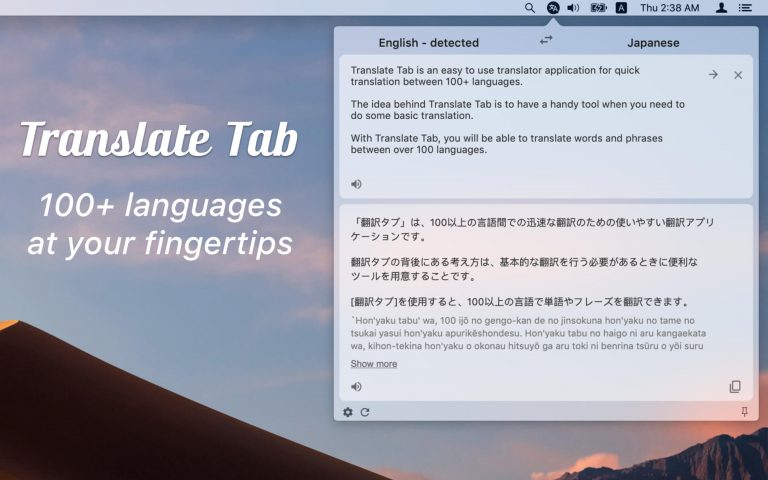 Thu 2:38 AM
Translate Tab
100+ languages
at your fingertips
English - detected
Japanese
Translate Tab is an easy to use translator application for quick
translation between 100+ languages.
The idea behind Translate Tab is to have a handy tool when you need to
do some basic translation.
With Translate Tab, you will be able to translate words and phrases
between over 100 languages.
「翻訳タブ」は、100以上の言語間での迅速な翻訳のための使いやすい翻訳アプリ
ケーションです。
翻訳タブの背後にある考え方は、基本的な翻訳を行う必要があるときに便利な
ツールを用意することです。
[翻訳タブ]を使用すると、100以上の言語で単語やフレーズを翻訳できます。
`Hon'yaku tabu' wa, 100 ijō no gengo-kan de no jinsokuna hon'yaku no tame no
tsukai yasui hon'yaku apurikēshondesu. Hon'yaku tabu no haigo ni aru kangaekata
wa, kihon-tekina hon'yaku o okonau hitsuyō ga aru toki ni benrina tsūru o yōi suru
Show more